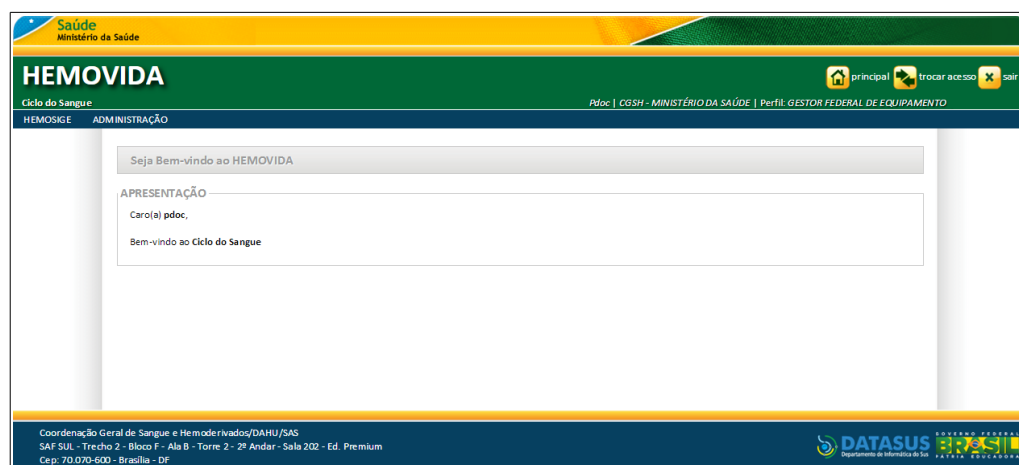 Saúde
Ministério da Saúde
HEMOVIDA
principal trocar acesso sair
Ciclo do Sangue
Pdoc | CGSH - MINISTÉRIO DA SAÚDE | Perfil: GESTOR FEDERAL DE EQUIPAMENTO
HEMOSIGE ADMINISTRAÇÃO
Seja Bem-vindo ao HEMOVIDA
APRESENTAÇÃO
Caro(a) pdoc,
Bem-vindo ao Ciclo do Sangue
Coordenação Geral de Sangue e Hemoderivados/DAHU/SAS
SAF SUL - Trecho 2 - Bloco F - Ala B - Torre 2 - 2º Andar - Sala 202 - Ed. Premium
Cep: 70.070-600 - Brasília - DF
DATASUS
Departamento de Informática do Sus
GOVERNO FEDERAL
BRASIL
PÁTRIA EDUCADORA